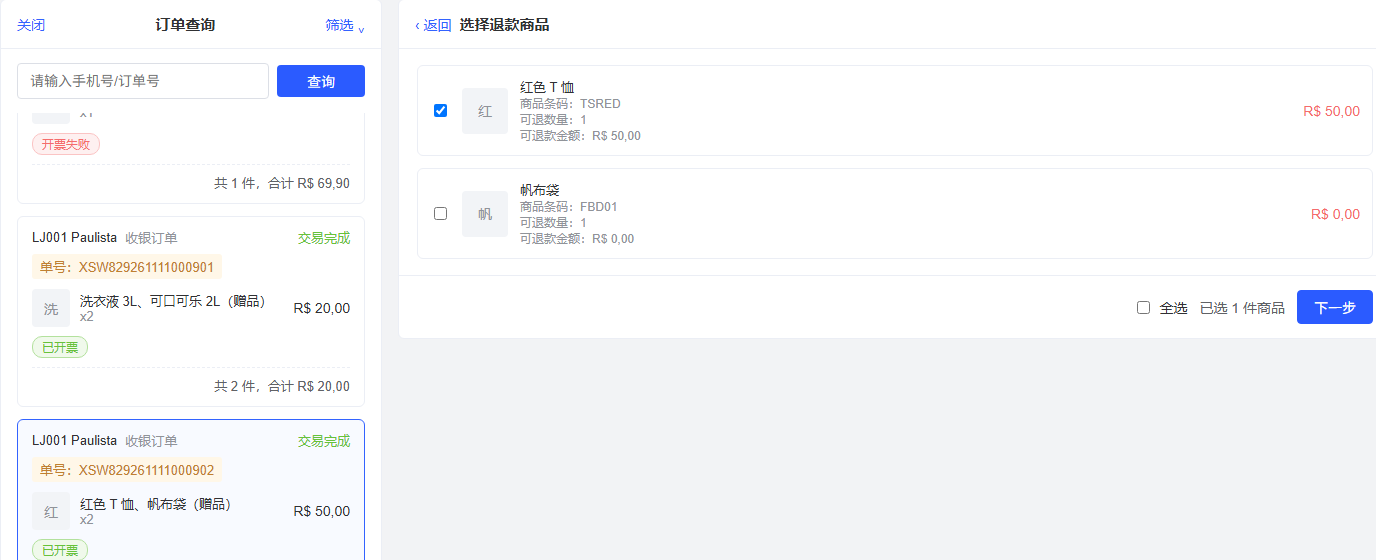 关闭
订单查询
筛选
请输入手机号/订单号
查询
x1
开票失败
共 1 件，合计 R$ 69,90
LJ001 Paulista 收银订单
交易完成
单号：XSW829261111000901
洗
洗衣液 3L、可口可乐 2L（赠品）
x2
R$ 20,00
已开票
共 2 件，合计 R$ 20,00
LJ001 Paulista 收银订单
交易完成
单号：XSW829261111000902
红
红色 T 恤、帆布袋（赠品）
x2
R$ 50,00
已开票
‹ 返回 选择退款商品
红
红色 T 恤
商品条码：TSRED
可退数量：1
可退款金额：R$ 50,00
R$ 50,00
帆
帆布袋
商品条码：FBD01
可退数量：1
可退款金额：R$ 0,00
R$ 0,00
全选 已选 1 件商品
下一步